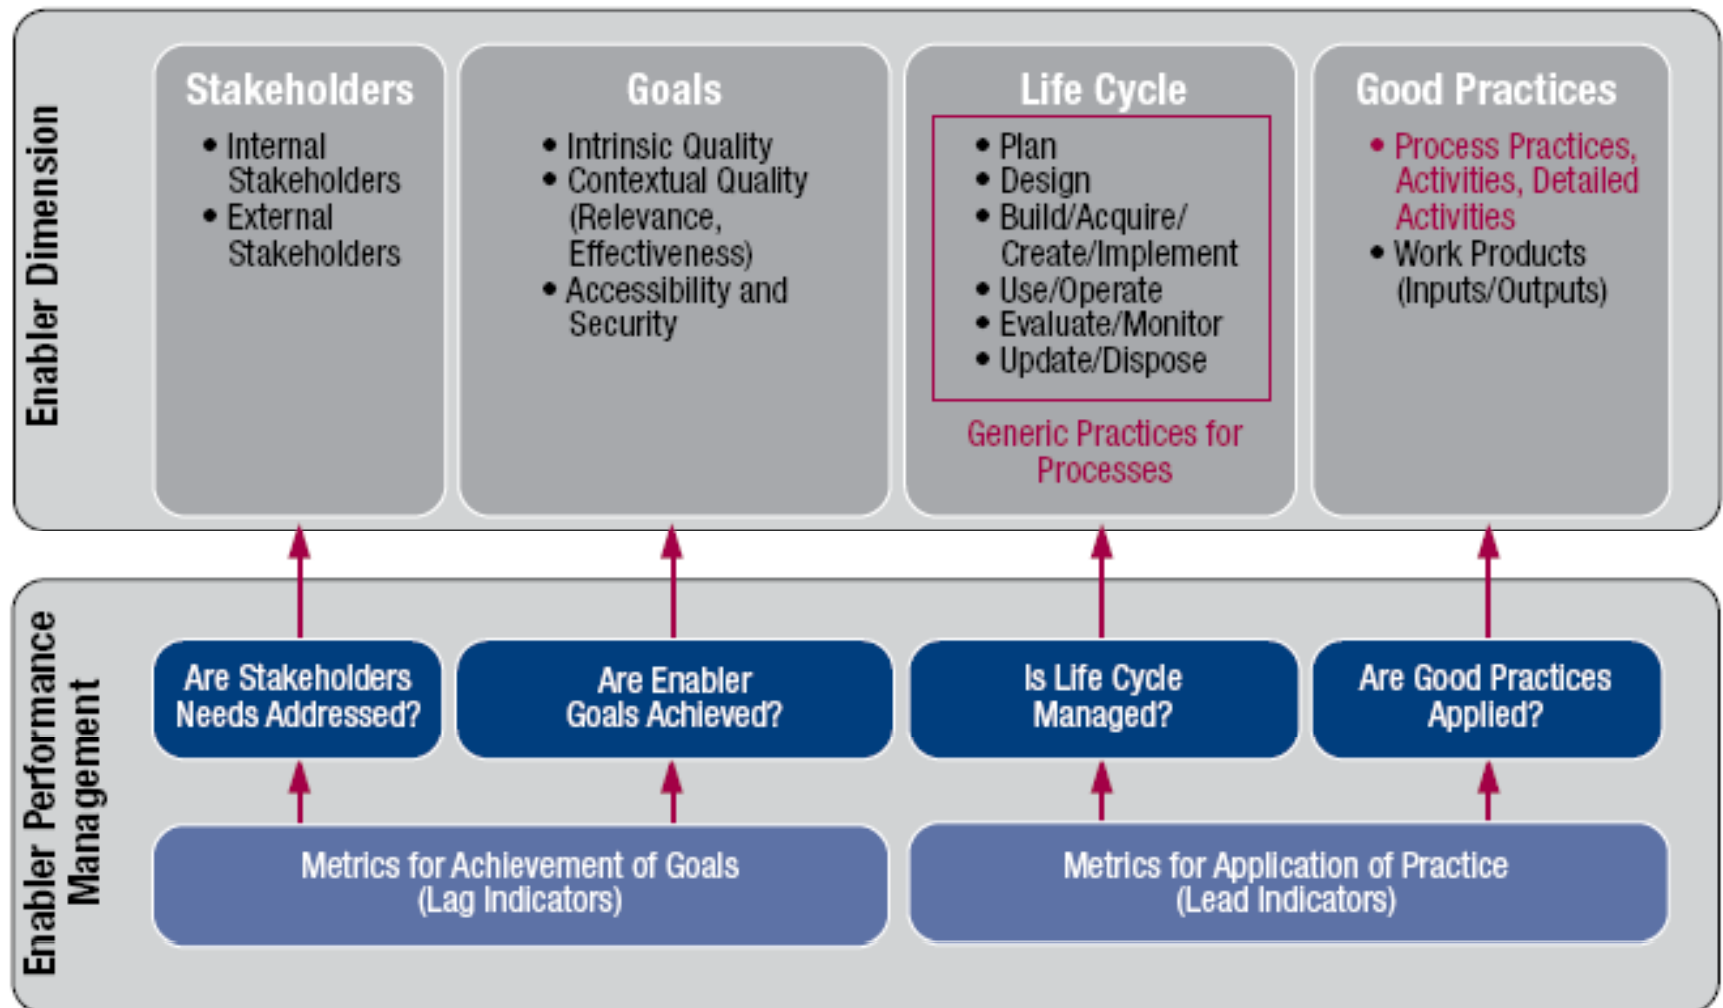 Enabler Dimension
Stakeholders
• Internal
Stakeholders
• External
Stakeholders
Goals
• Intrinsic Quality
• Contextual Quality
(Relevance,
Effectiveness)
• Accessibility and
Security
Life Cycle
• Plan
• Design
• Build/Acquire/
Create/Implement
• Use/Operate
• Evaluate/Monitor
• Update/Dispose
Generic Practices for
Processes
Good Practices
• Process Practices,
Activities, Detailed
Activities
• Work Products
(Inputs/Outputs)
Enabler Performance
Management
Are Stakeholders
Needs Addressed?
Are Enabler
Goals Achieved?
Is Life Cycle
Managed?
Are Good Practices
Applied?
Metrics for Achievement of Goals
(Lag Indicators)
Metrics for Application of Practice
(Lead Indicators)